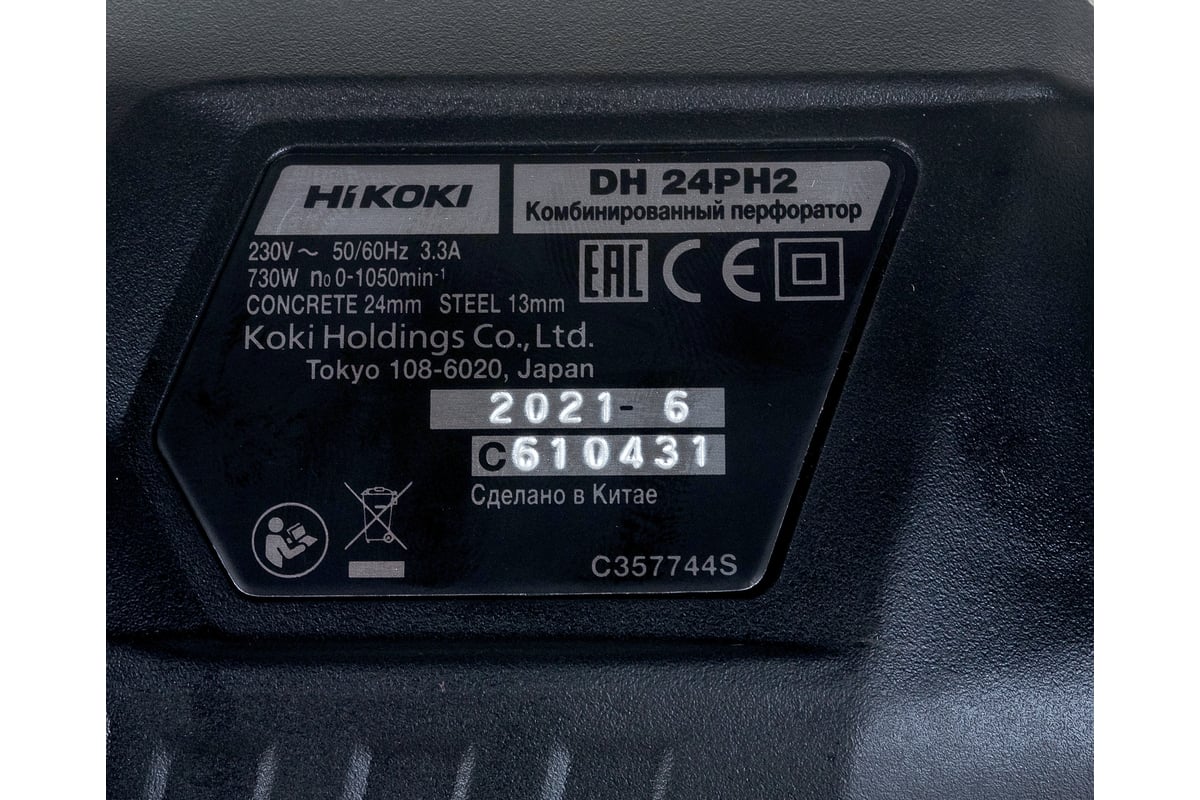 HiKOKI
DH 24PH2
Комбинированный перфоратор
230V～ 50/60Hz 3.3A
730W n₀ 0-1050min⁻¹
CONCRETE 24mm STEEL 13mm
EAC CE
Koki Holdings Co., Ltd.
Tokyo 108-6020, Japan
2021- 6
C610431
Сделано в Китае
C357744S